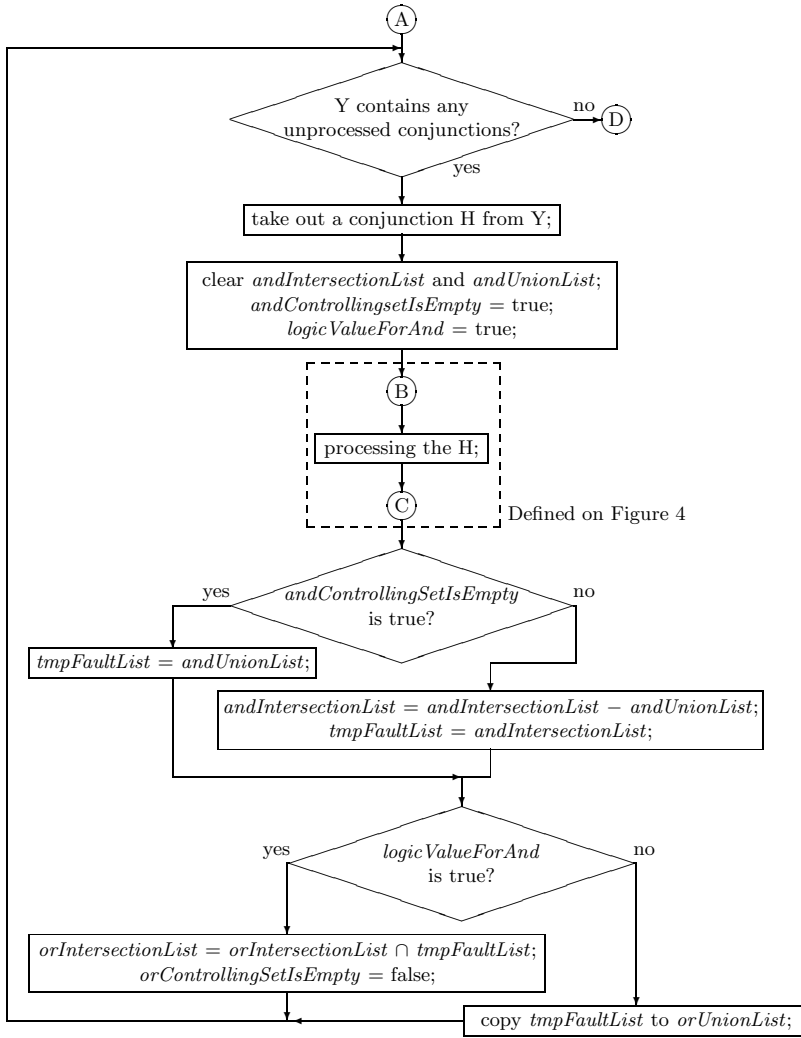 A
Y contains any
unprocessed conjunctions?
no
D
yes
take out a conjunction H from Y;
clear andIntersectionList and andUnionList;
andControllingsetIsEmpty = true;
logicValueForAnd = true;
B
processing the H;
C
Defined on Figure 4
yes
andControllingSetIsEmpty
is true?
no
tmpFaultList = andUnionList;
andIntersectionList = andIntersectionList − andUnionList;
tmpFaultList = andIntersectionList;
yes
logicValueForAnd
is true?
no
orIntersectionList = orIntersectionList ∩ tmpFaultList;
orControllingSetIsEmpty = false;
copy tmpFaultList to orUnionList;